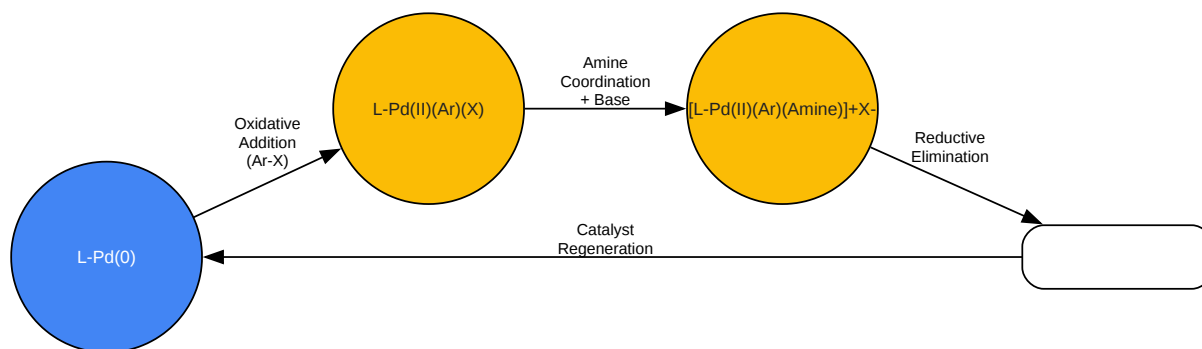 Amine
Coordination
+ Base
L-Pd(II)(Ar)(X)
[L-Pd(II)(Ar)(Amine)]+X-
Oxidative
Addition
(Ar-X)
Reductive
Elimination
Catalyst
Regeneration
L-Pd(0)